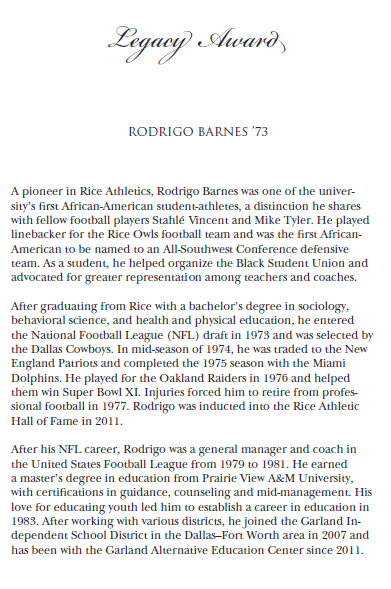 Legacy Award
RODRIGO BARNES ’73
A pioneer in Rice Athletics, Rodrigo Barnes was one of the univer-
sity’s first African-American student-athletes, a distinction he shares
with fellow football players Stahlé Vincent and Mike Tyler. He played
linebacker for the Rice Owls football team and was the first African-
American to be named to an All-Southwest Conference defensive
team. As a student, he helped organize the Black Student Union and
advocated for greater representation among teachers and coaches.
After graduating from Rice with a bachelor’s degree in sociology,
behavioral science, and health and physical education, he entered
the National Football League (NFL) draft in 1973 and was selected by
the Dallas Cowboys. In mid-season of 1974, he was traded to the New
England Patriots and completed the 1975 season with the Miami
Dolphins. He played for the Oakland Raiders in 1976 and helped
them win Super Bowl XI. Injuries forced him to retire from profes-
sional football in 1977. Rodrigo was inducted into the Rice Athletic
Hall of Fame in 2011.
After his NFL career, Rodrigo was a general manager and coach in
the United States Football League from 1979 to 1981. He earned
a master’s degree in education from Prairie View A&M University,
with certifications in guidance, counseling and mid-management. His
love for educating youth led him to establish a career in education in
1983. After working with various districts, he joined the Garland In-
dependent School District in the Dallas–Fort Worth area in 2007 and
has been with the Garland Alternative Education Center since 2011.